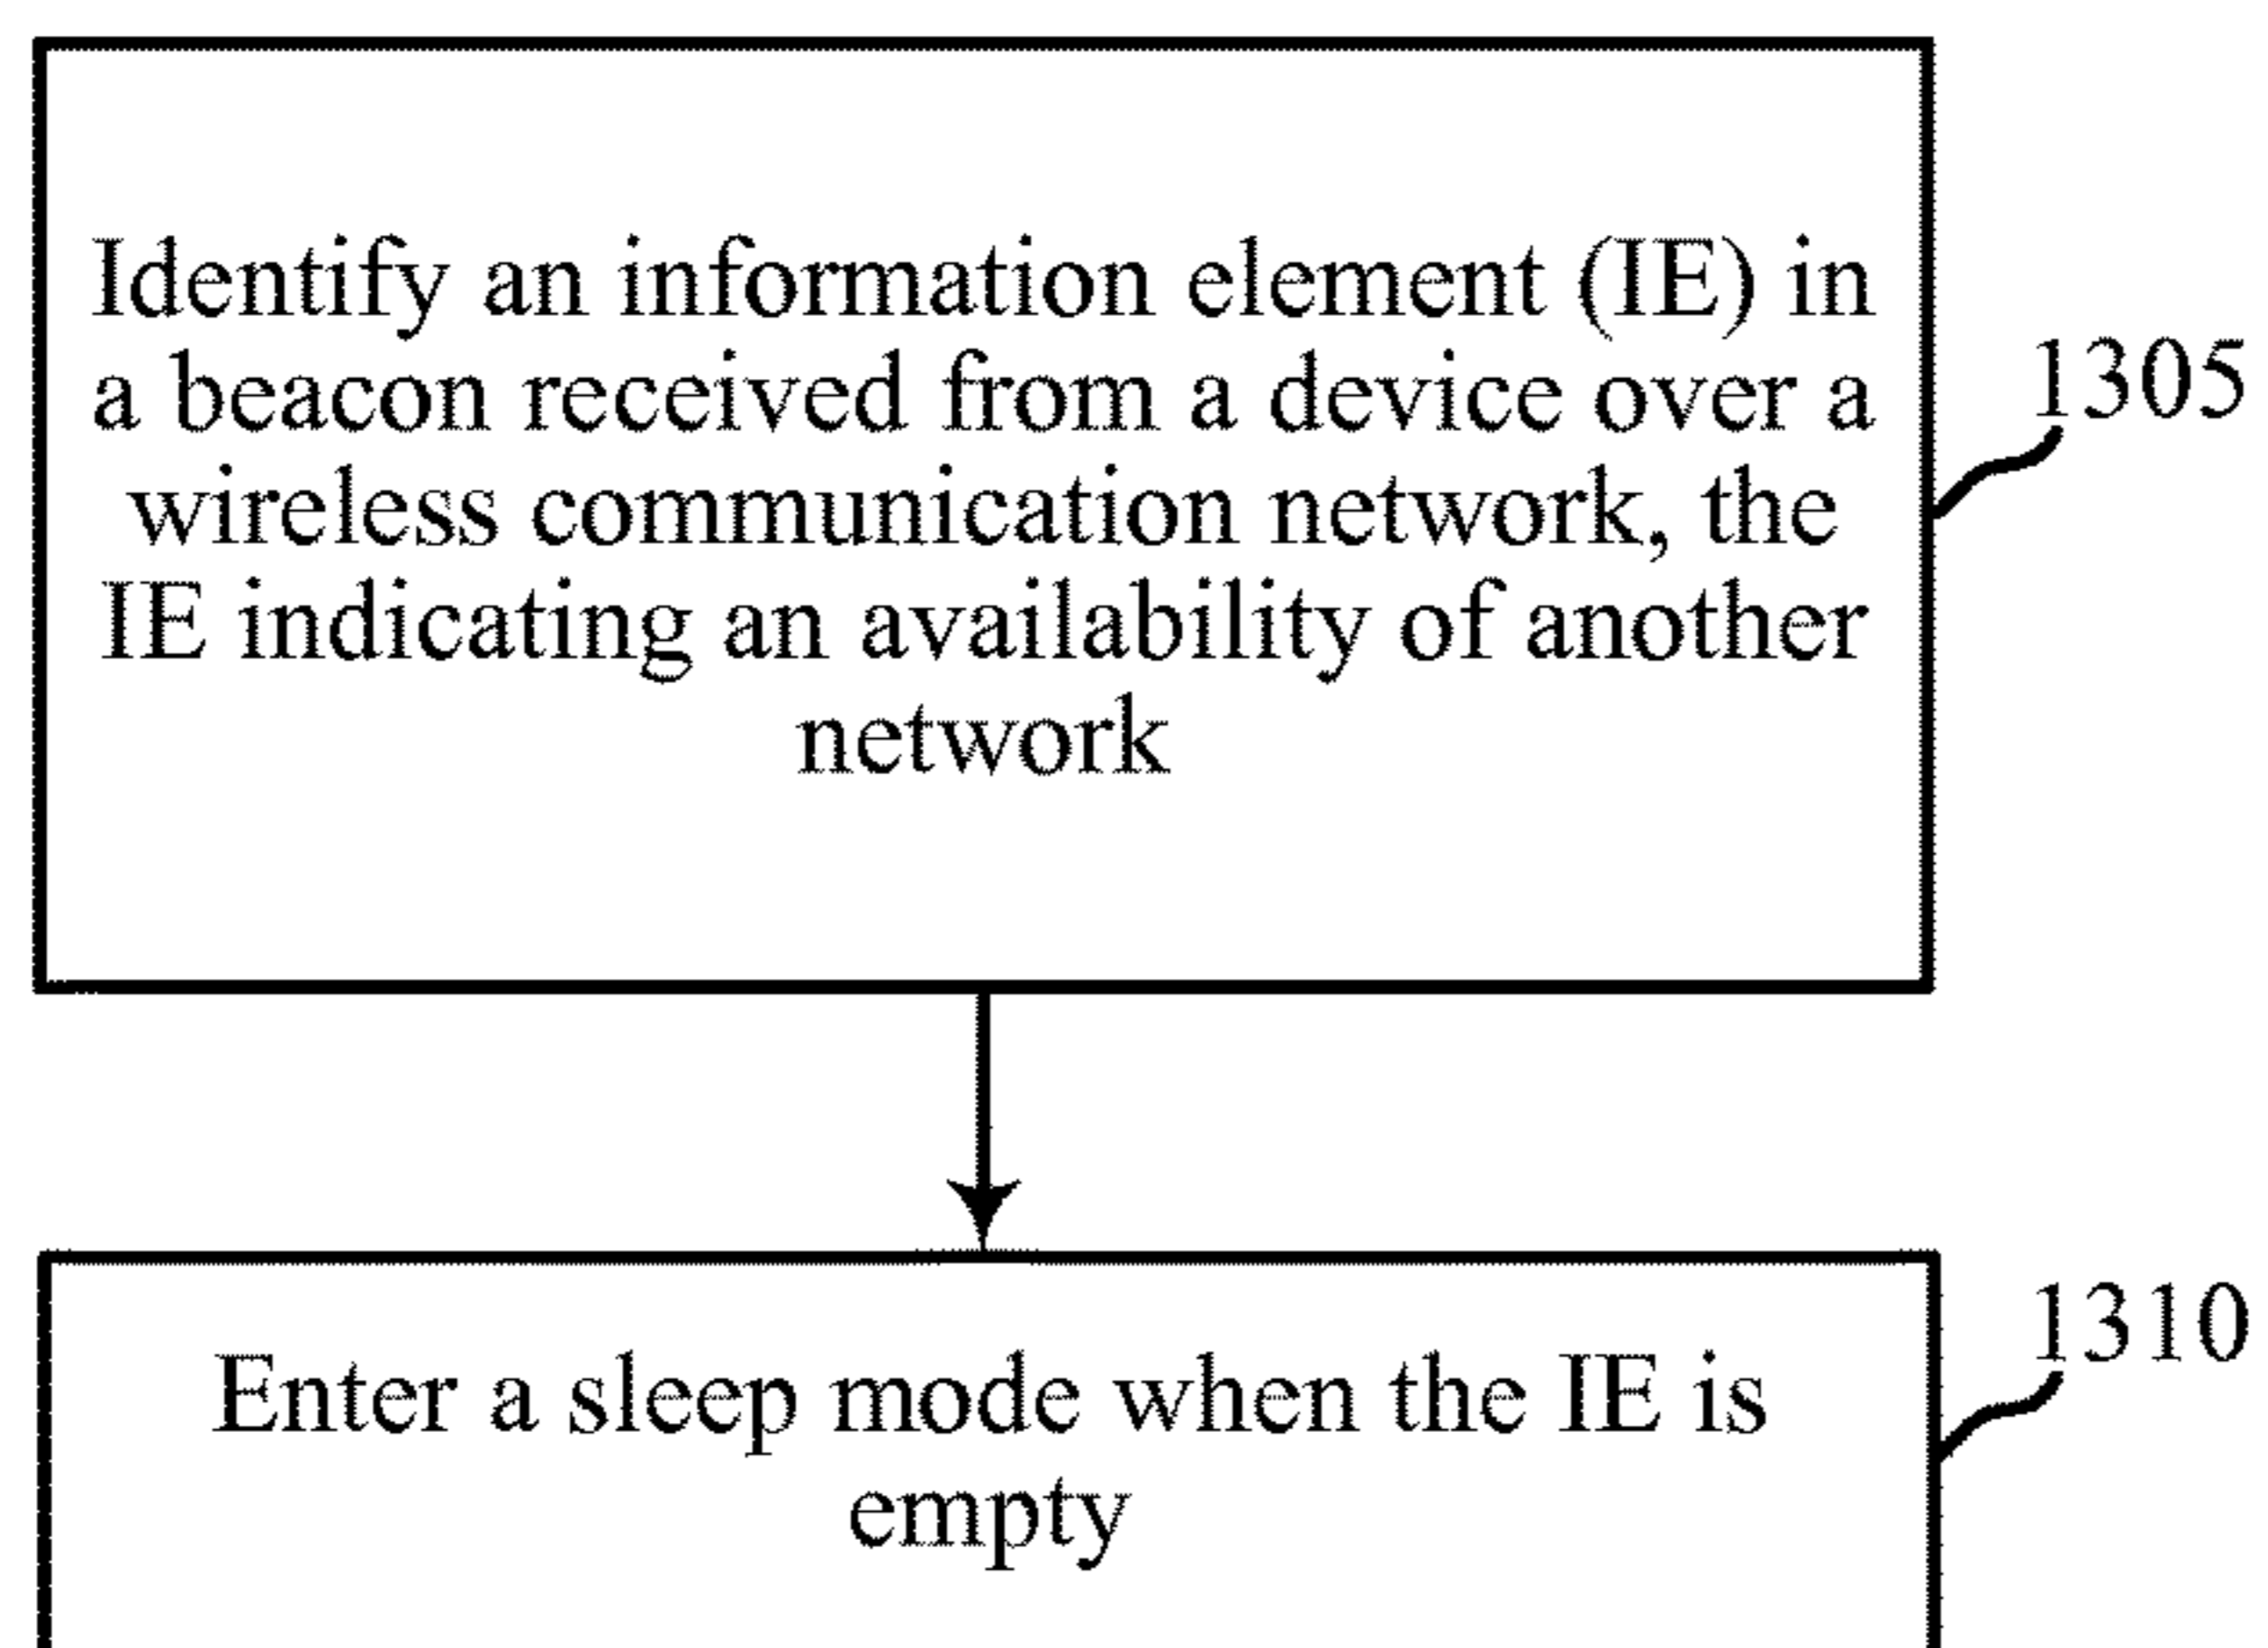 Identify an information element (IE) in
a beacon received from a device over a
wireless communication network, the
IE indicating an availability of another
network
1305
Enter a sleep mode when the IE is
empty
1310